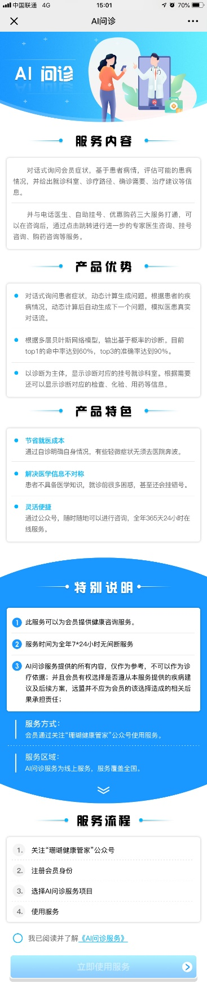 中国联通 4G 15:01 70%
AI问诊
AI 问诊
服务内容
对话式询问会员症状，基于患者病情，评估可能的患病
情况，并给出就诊科室、诊疗路径、确诊需要、治疗建议等信
息。
并与电话医生、自助挂号、优惠购药三大服务打通，可
以在咨询后，通过点击跳转进行进一步的专家医生咨询、挂号
咨询、购药咨询等服务。
产品优势
对话式询问患者症状，动态计算生成问题。根据患者的疾
病情况，动态计算后自动生成下一个问题，模拟医患真实
对话流。
根据多层贝叶斯网络模型，输出基于概率的诊断。目前
top1的命中率达到60%，top3的准确率达到90%。
以诊断为主体，显示诊断对应的挂号就诊科室。根据需要
还可以显示诊断对应的检查、化验、用药等信息。
产品特色
节省就医成本
通过自诊明确自身情况，有些轻微症状无须去医院奔波。
解决医学信息不对称
患者不具备医学知识，就诊前很多困惑，甚至还会挂错号。
灵活便捷
通过公众号，随时随地可以进行咨询，全年365天24小时在
线服务。
特别说明
1 此服务可以为会员提供健康咨询服务。
2 服务时间为全年7*24小时无间断服务
3 AI问诊服务提供的所有内容，仅作为参考，不可以作为诊
疗依据；并且会员有权选择是否遵从本服务提供的疾病建
议及后续方案，远盟并不应为会员的该选择造成的相关后
果承担责任；
服务方式：
会员通过关注“珊瑚健康管家”公众号使用服务。
服务区域：
AI问诊服务为线上服务，服务覆盖全国。
服务流程
1. 关注“珊瑚健康管家”公众号
2. 注册会员身份
3. 选择AI问诊服务项目
4. 使用服务
我已阅读并了解《AI问诊服务》
立即使用服务